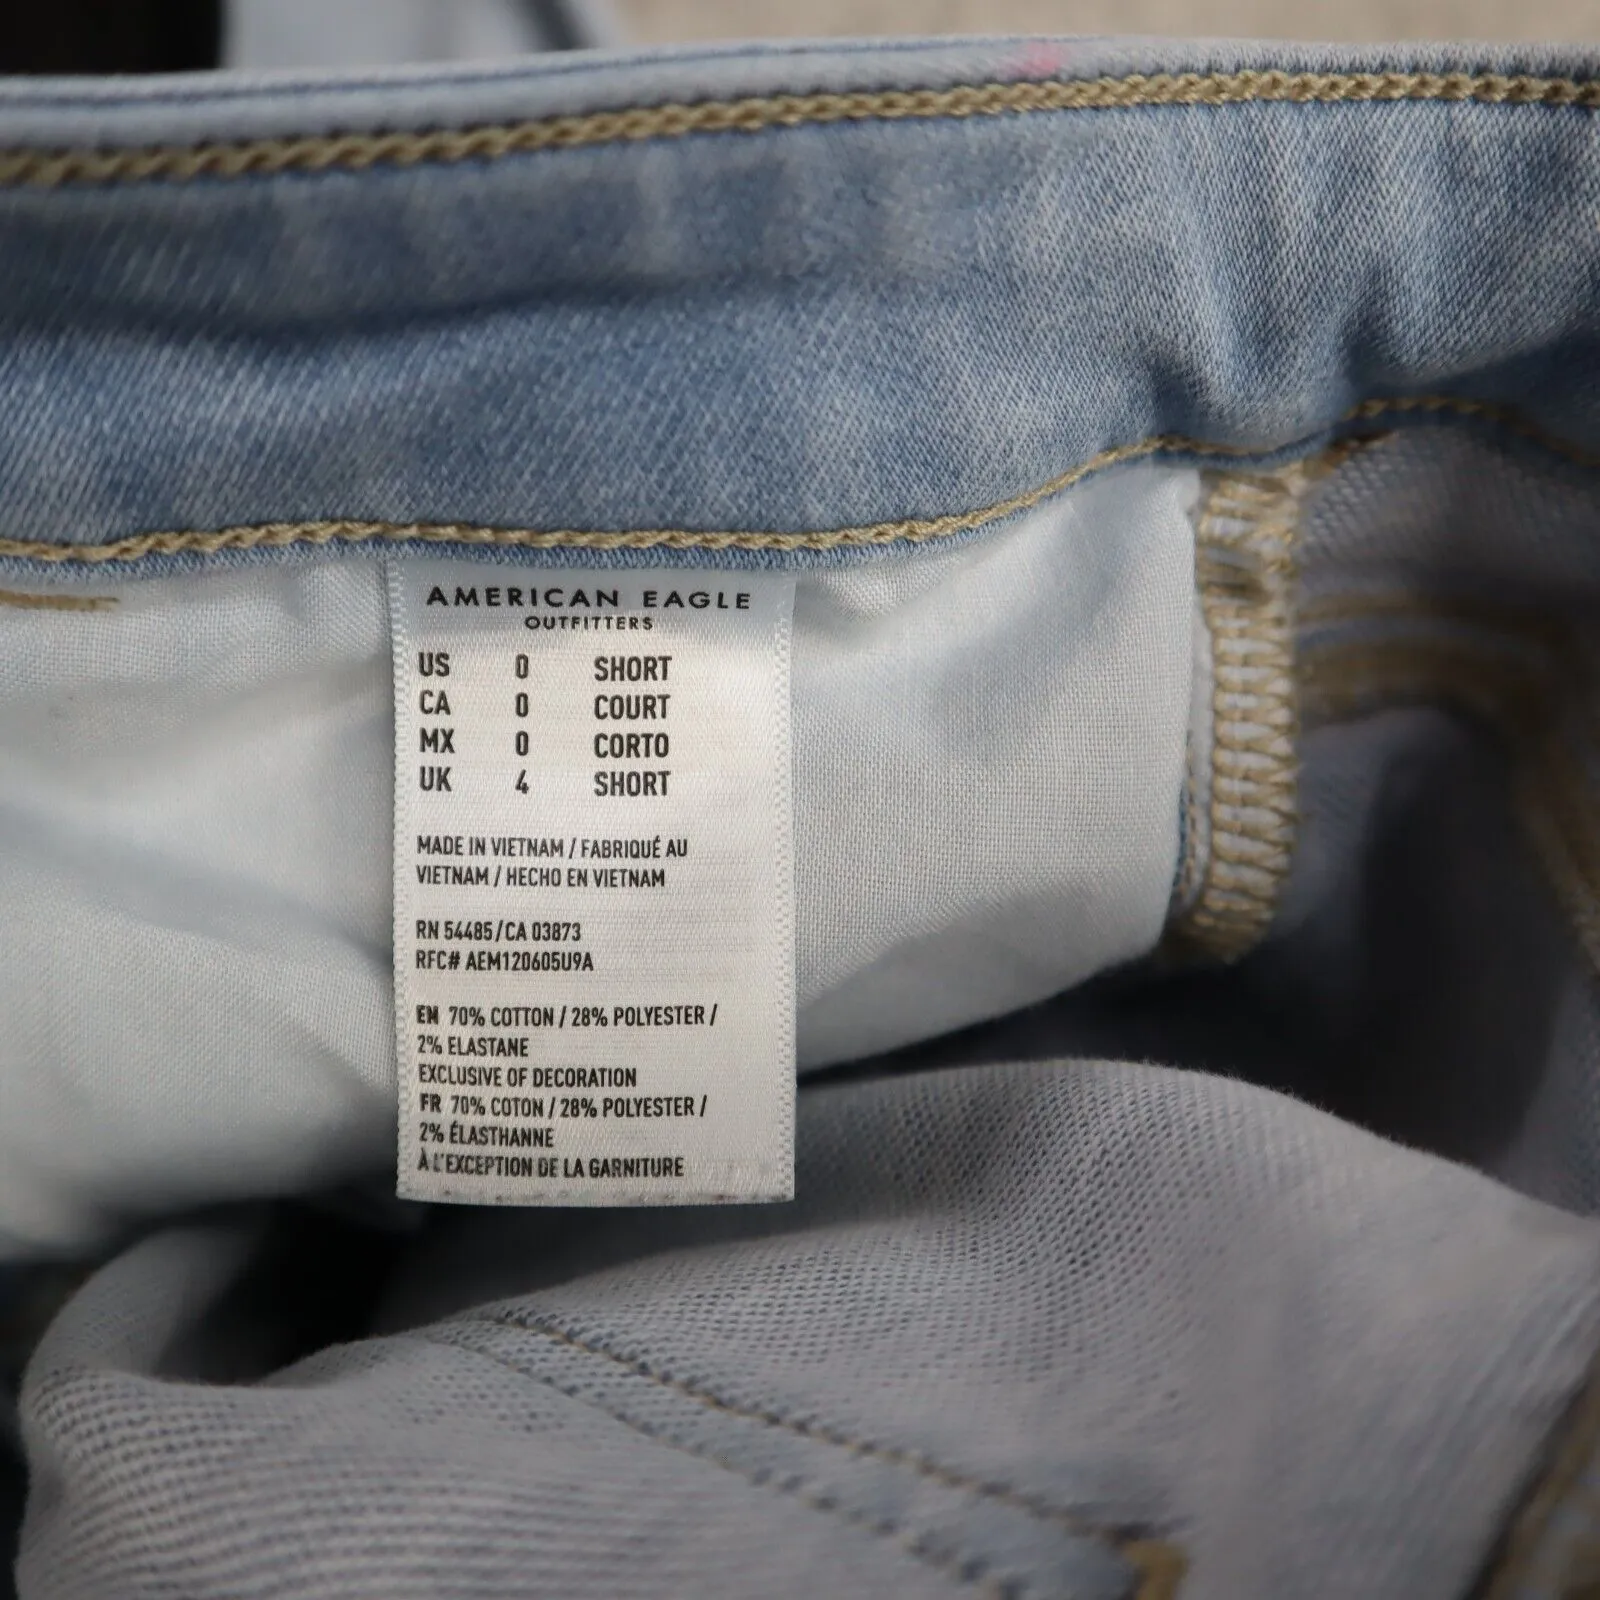 AMERICAN EAGLE
OUTFITTERS
US 0 SHORT
CA 0 COURT
MX 0 CORTO
UK 4 SHORT
MADE IN VIETNAM / FABRIQUÉ AU
VIETNAM / HECHO EN VIETNAM
RN 54485/CA 03873
RFC# AEM120605U9A
EN 70% COTTON / 28% POLYESTER /
2% ELASTANE
EXCLUSIVE OF DECORATION
FR 70% COTON / 28% POLYESTER /
2% ÉLASTHANNE
À L'EXCEPTION DE LA GARNITURE